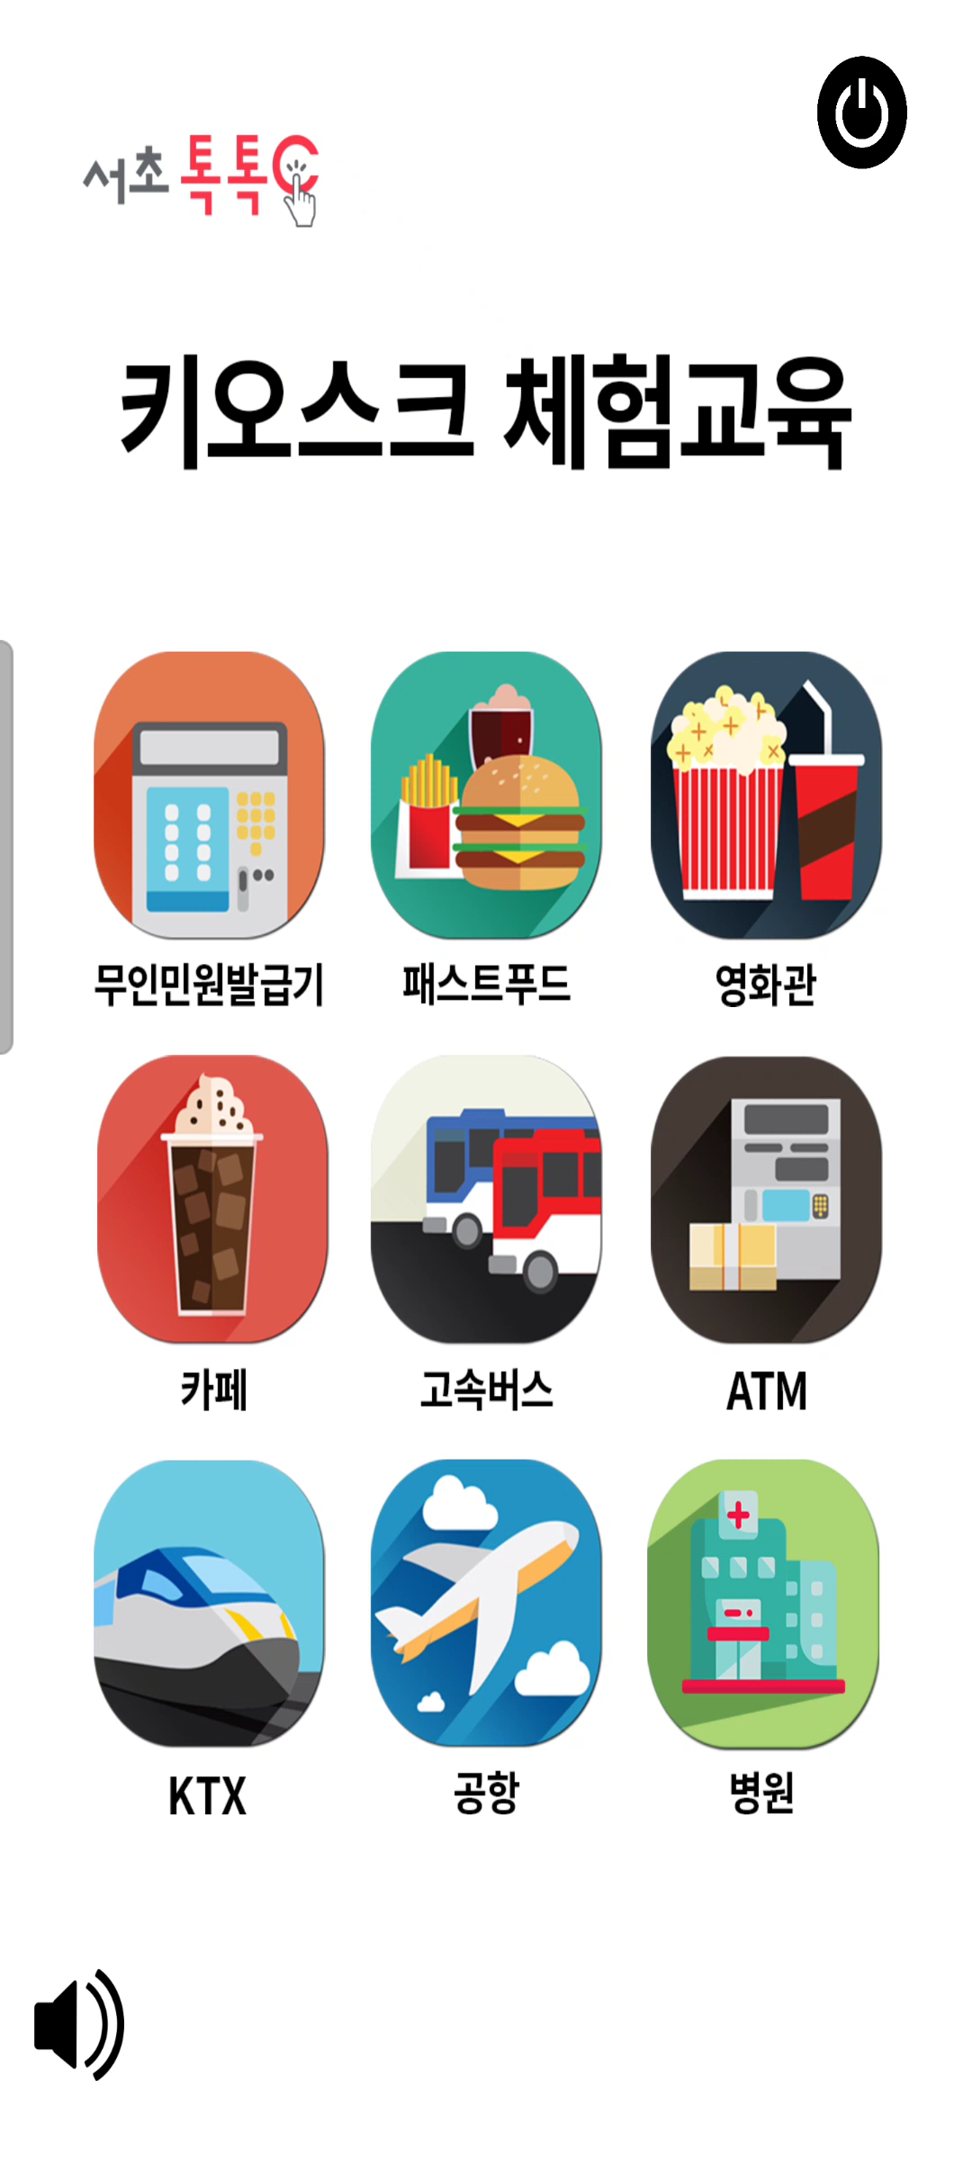 서초 톡톡C
키오스크 체험교육
무인민원발급기 패스트푸드 영화관
카페 고속버스 ATM
KTX 공항 병원